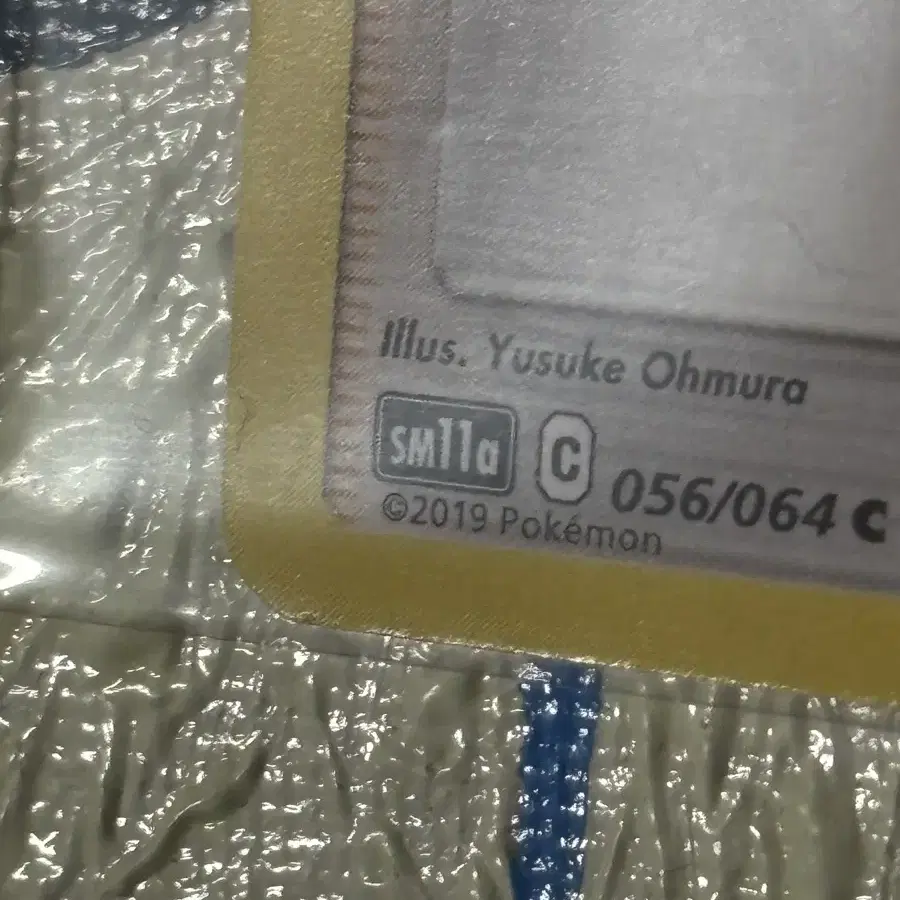 Illus. Yusuke Ohmura
SM11a C 056/064 C
©2019 Pokémon